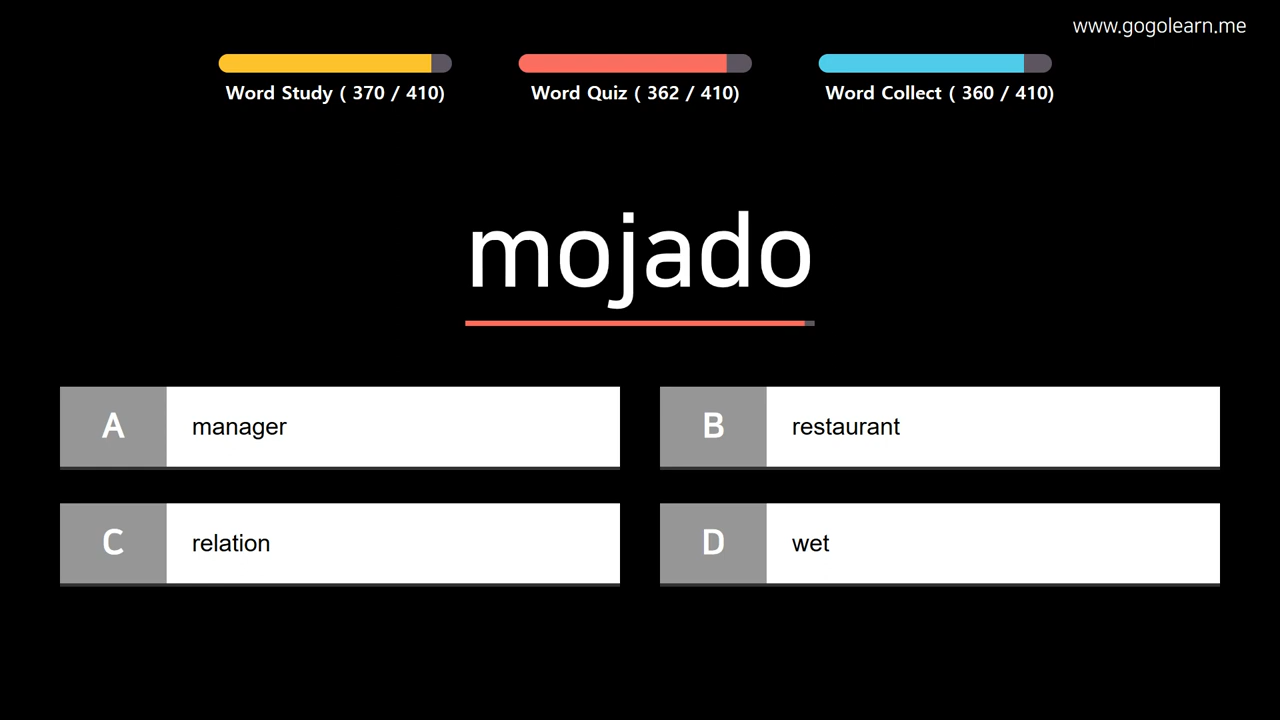 www.gogolearn.me
Word Study ( 370 / 410)
Word Quiz ( 362 / 410)
Word Collect ( 360 / 410)
mojado
A manager
B restaurant
C relation
D wet